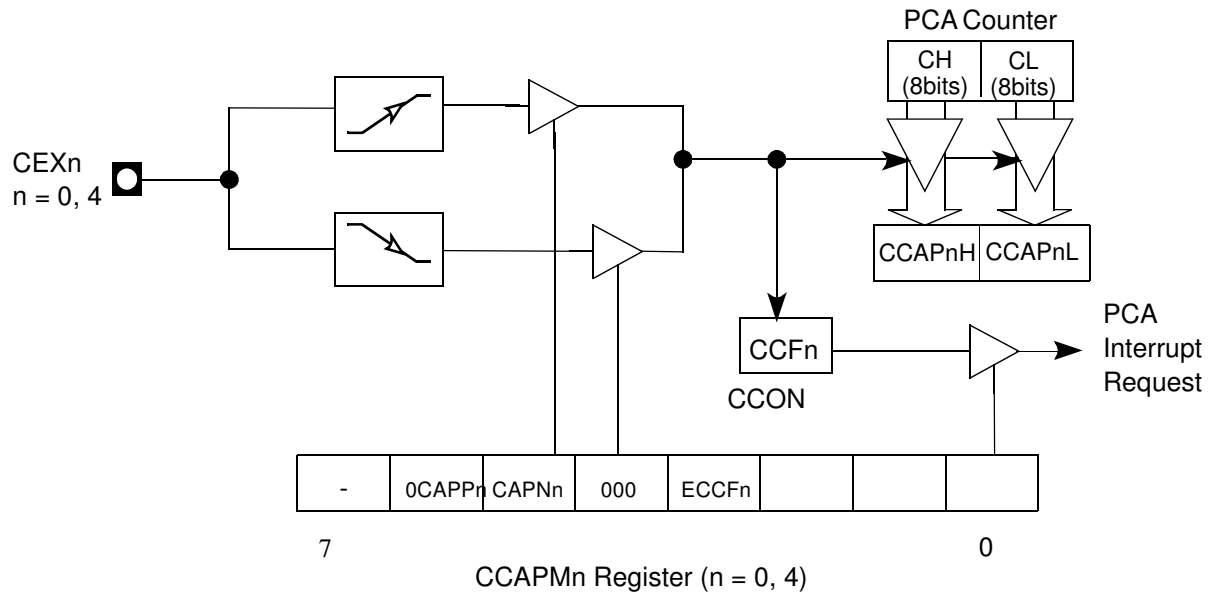 PCA Counter
CH
(8bits)
CL
(8bits)
CEXn
n = 0, 4
CCAPnH
CCAPnL
CCFn
CCON
PCA
Interrupt
Request
- 0CAPPn CAPNn 000 ECCFn
7 0
CCAPMn Register (n = 0, 4)